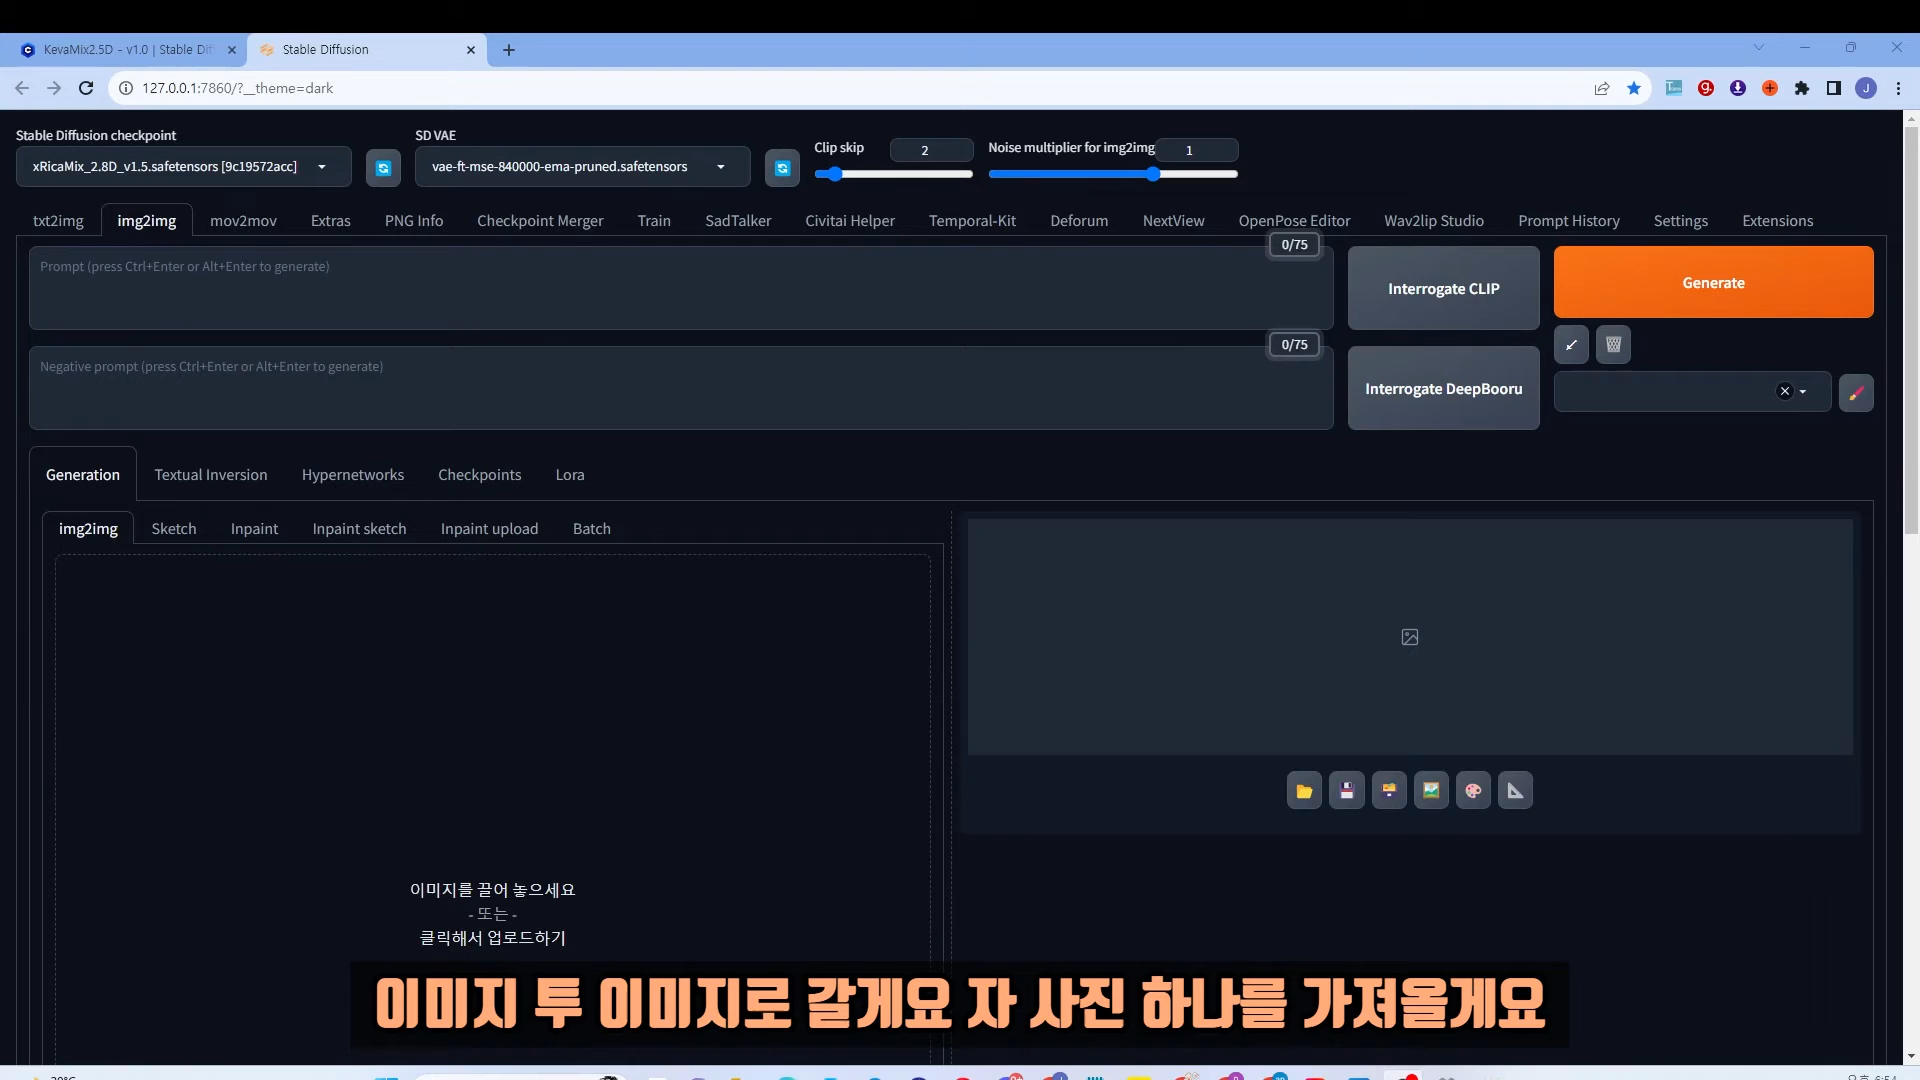 KevaMix2.5D - v1.0 | Stable Dif
Stable Diffusion
127.0.0.1:7860/?__theme=dark
J
Stable Diffusion checkpoint
SD VAE
Clip skip
2
Noise multiplier for img2img
1
xRicaMix_2.8D_v1.5.safetensors [9c19572acc]
vae-ft-mse-840000-ema-pruned.safetensors
txt2img
img2img
mov2mov
Extras
PNG Info
Checkpoint Merger
Train
SadTalker
Civitai Helper
Temporal-Kit
Deforum
NextView
OpenPose Editor
Wav2lip Studio
Prompt History
Settings
Extensions
0/75
Prompt (press Ctrl+Enter or Alt+Enter to generate)
Interrogate CLIP
Generate
0/75
Negative prompt (press Ctrl+Enter or Alt+Enter to generate)
Interrogate DeepBooru
Generation
Textual Inversion
Hypernetworks
Checkpoints
Lora
img2img
Sketch
Inpaint
Inpaint sketch
Inpaint upload
Batch
이미지를 끌어 놓으세요
- 또는 -
클릭해서 업로드하기
이미지 투 이미지로 갈게요 자 사진 하나를 가져올게요